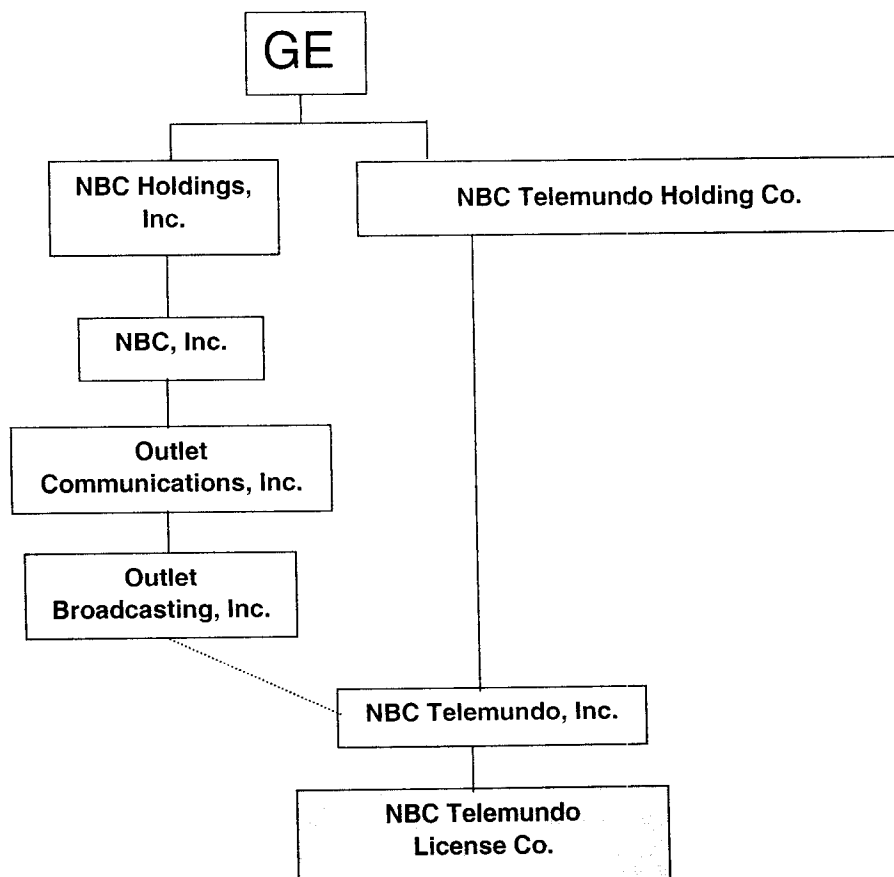 GE
NBC Holdings,
Inc.
NBC Telemundo Holding Co.
NBC, Inc.
Outlet
Communications, Inc.
Outlet
Broadcasting, Inc.
NBC Telemundo, Inc.
NBC Telemundo
License Co.